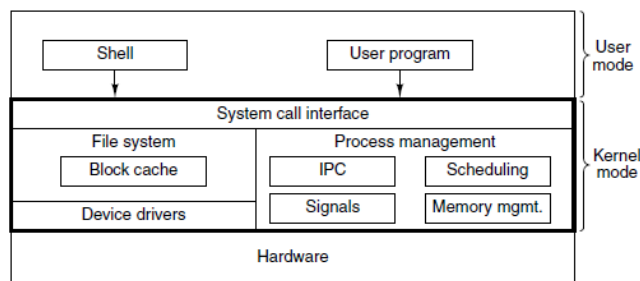 Shell
User program
User
mode
System call interface
File system
Process management
Block cache
IPC
Scheduling
Kernel
mode
Device drivers
Signals
Memory mgmt.
Hardware